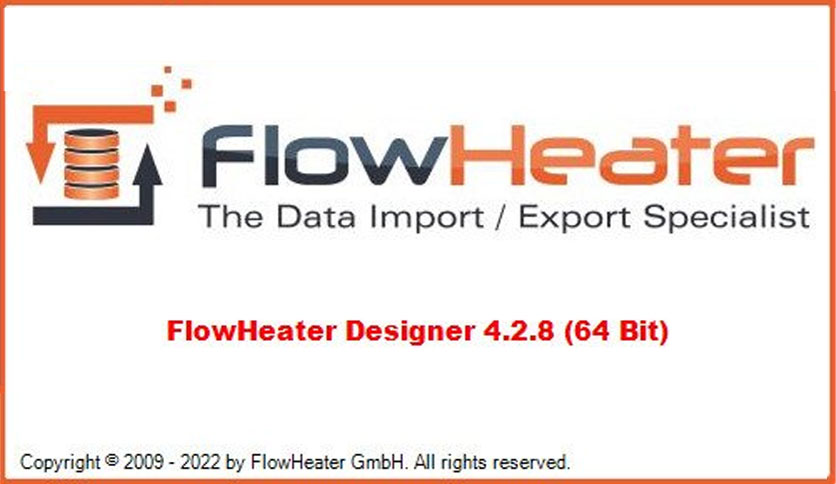 FlowHeater
The Data Import / Export Specialist
FlowHeater Designer 4.2.8 (64 Bit)
Copyright © 2009 - 2022 by FlowHeater GmbH. All rights reserved.